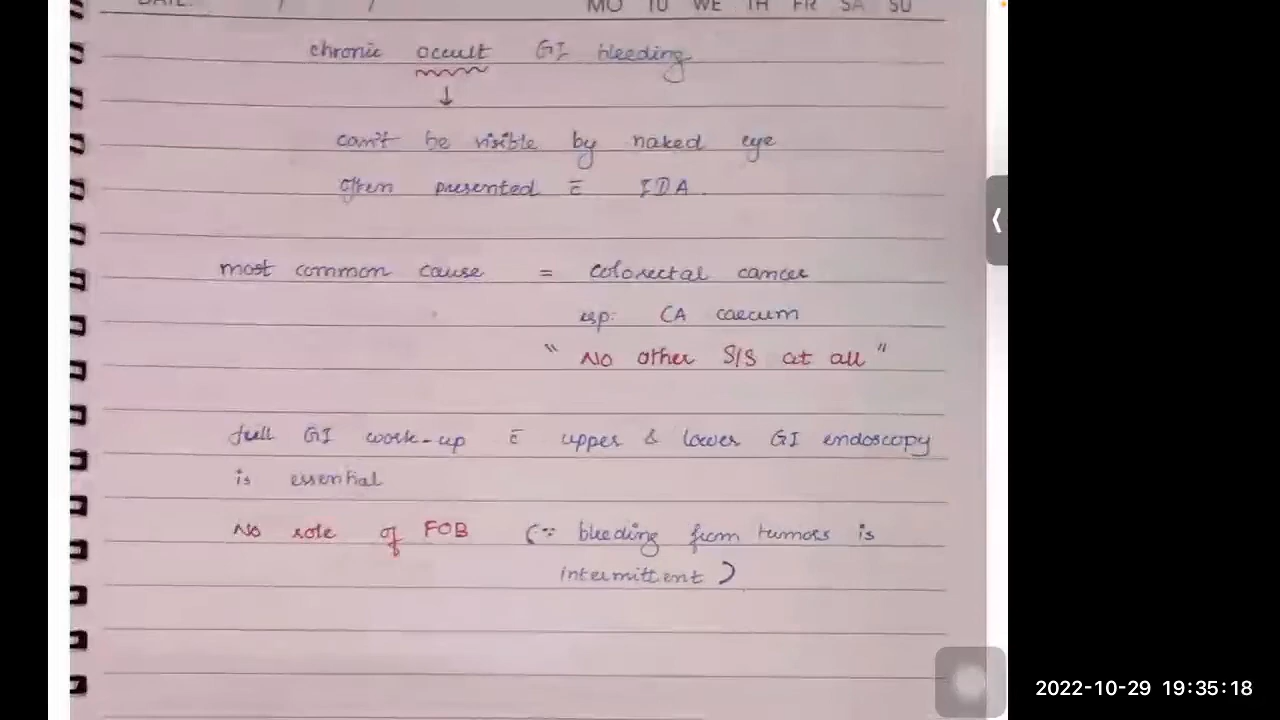 DATE: / / MO TU WE TH FR SA SU
chronic occult GI bleeding
↓
can't be visible by naked eye
often presented c̄ IDA.
most common cause = colorectal cancer
esp: CA caecum
" No other S/S at all "
full GI work-up c̄ upper & lower GI endoscopy
is essential
No role of FOB (∵ bleeding from tumors is
intermittent )
2022-10-29 19:35:18